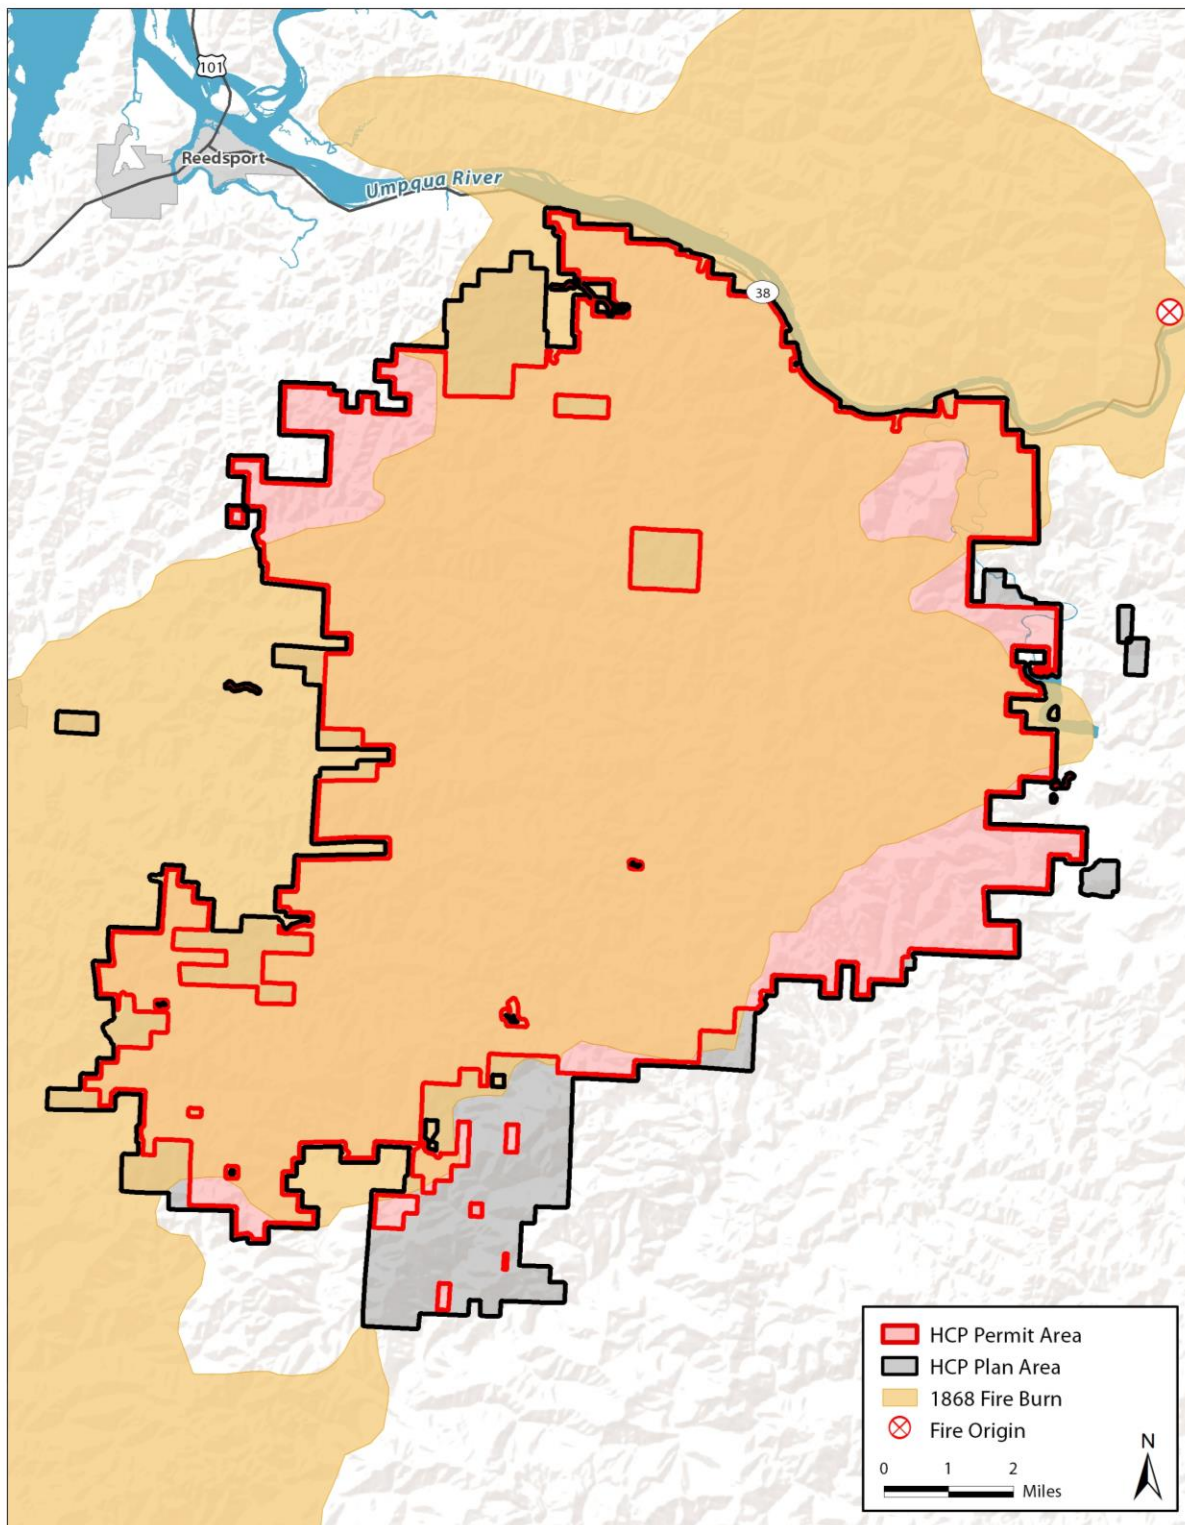 101
Reedsport
Umpqua River
38
HCP Permit Area
HCP Plan Area
1868 Fire Burn
Fire Origin
N
0 1 2
Miles